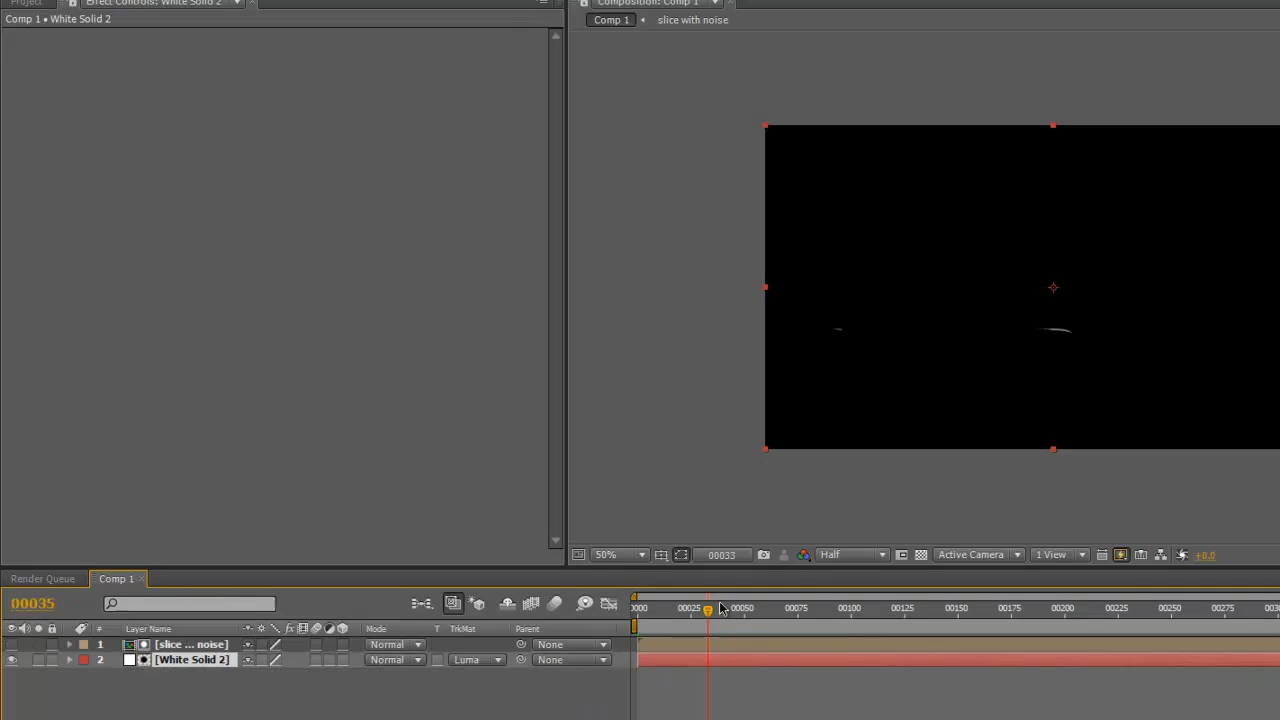 Project
Effect Controls: White Solid 2
Composition: Comp 1
Comp 1 • White Solid 2
Comp 1
slice with noise
50%
00033
Half
Active Camera
1 View
+0.0
Render Queue
Comp 1
00035
0000 00025 00050 00075 00100 00125 00150 00175 00200 00225 00250 00275
# Layer Name
fx
Mode T TrkMat Parent
1 [slice ... noise] Normal None
2 [White Solid 2] Normal Luma None